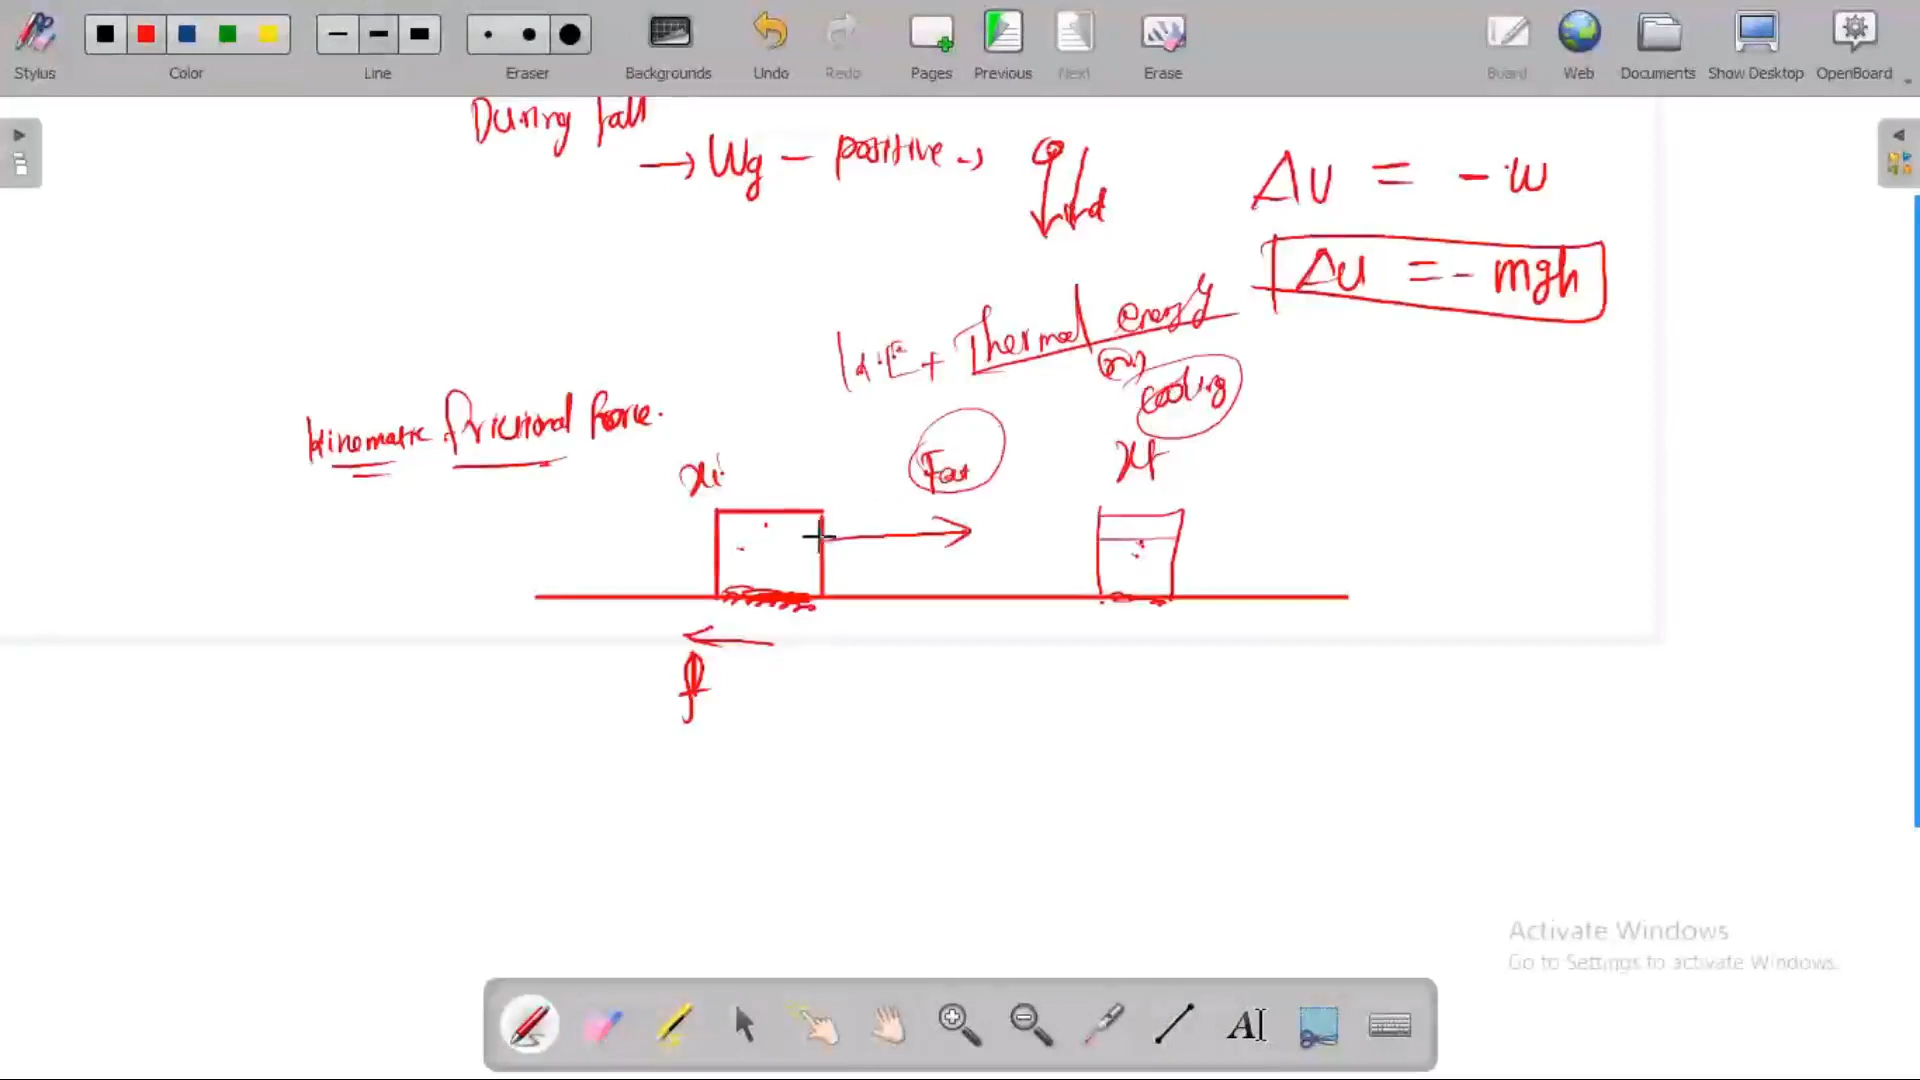 Stylus
Color
Line
Eraser
Backgrounds
Undo
Redo
Pages
Previous
Next
Erase
Board
Web
Documents
Show Desktop
OpenBoard
During fall
→ Wg - positive →
ΔU = -W
ΔU = - mgh
K.E + Thermal energy
cooling
kinematic frictional force.
xi
xf
f
Activate Windows
Go to Settings to activate Windows.